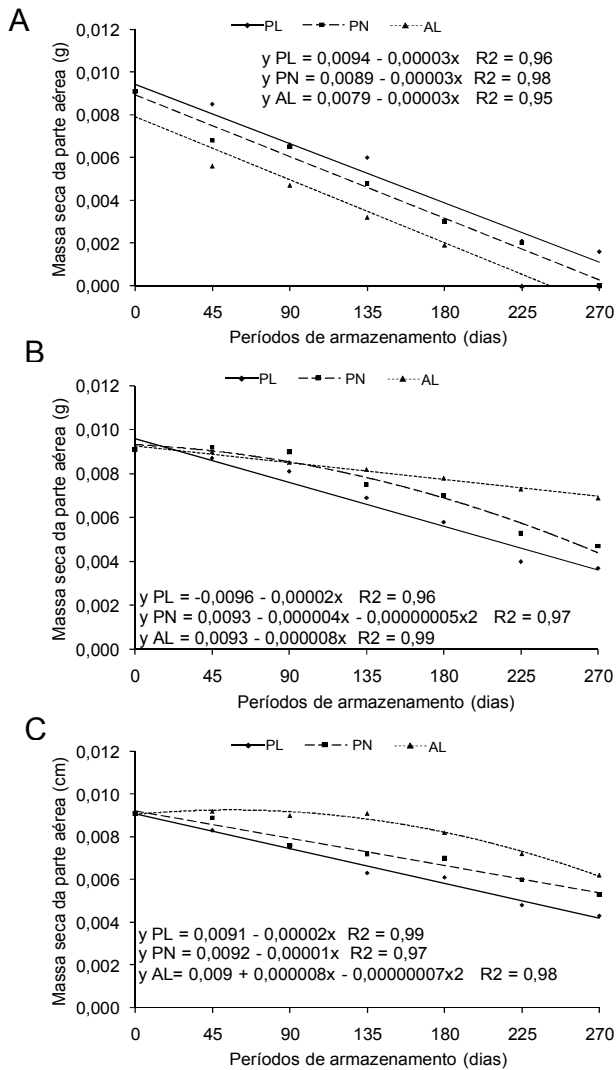 A
PL PN AL
y PL = 0,0094 - 0,00003x R2 = 0,96
y PN = 0,0089 - 0,00003x R2 = 0,98
y AL = 0,0079 - 0,00003x R2 = 0,95
Massa seca da parte aérea (g)
0,012
0,010
0,008
0,006
0,004
0,002
0,000
0 45 90 135 180 225 270
Períodos de armazenamento (dias)
B
PL PN AL
Massa seca da parte aérea (g)
0,012
0,010
0,008
0,006
0,004
0,002
0,000
y PL = -0,0096 - 0,00002x R2 = 0,96
y PN = 0,0093 - 0,000004x - 0,00000005x2 R2 = 0,97
y AL = 0,0093 - 0,000008x R2 = 0,99
0 45 90 135 180 225 270
Períodos de armazenamento (dias)
C
PL PN AL
Massa seca da parte aérea (cm)
0,012
0,010
0,008
0,006
0,004
0,002
0,000
y PL = 0,0091 - 0,00002x R2 = 0,99
y PN = 0,0092 - 0,00001x R2 = 0,97
y AL= 0,009 + 0,000008x - 0,00000007x2 R2 = 0,98
0 45 90 135 180 225 270
Períodos de armazenamento (dias)